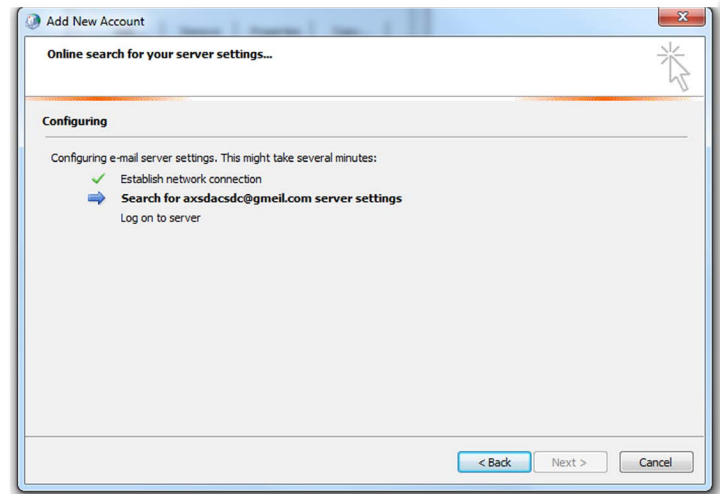 Add New Account
Online search for your server settings...
Configuring
Configuring e-mail server settings. This might take several minutes:
Establish network connection
Search for axsdacsdc@gmeil.com server settings
Log on to server
< Back Next > Cancel